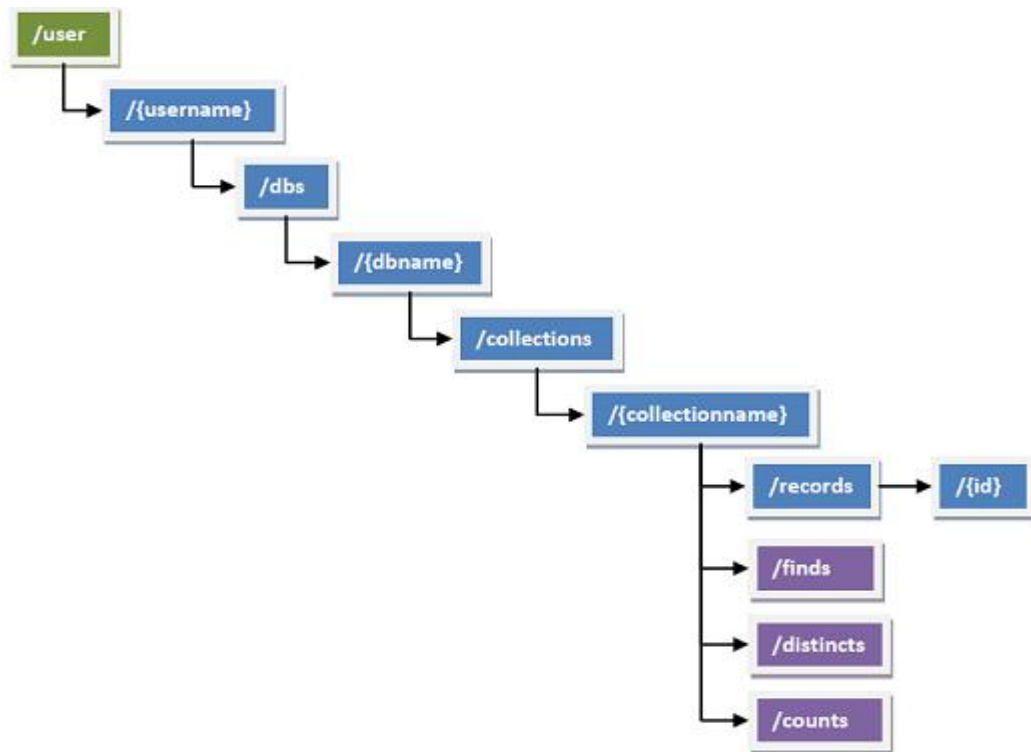 /user
/{username}
/dbs
/{dbname}
/collections
/{collectionname}
/records
/{id}
/finds
/distincts
/counts